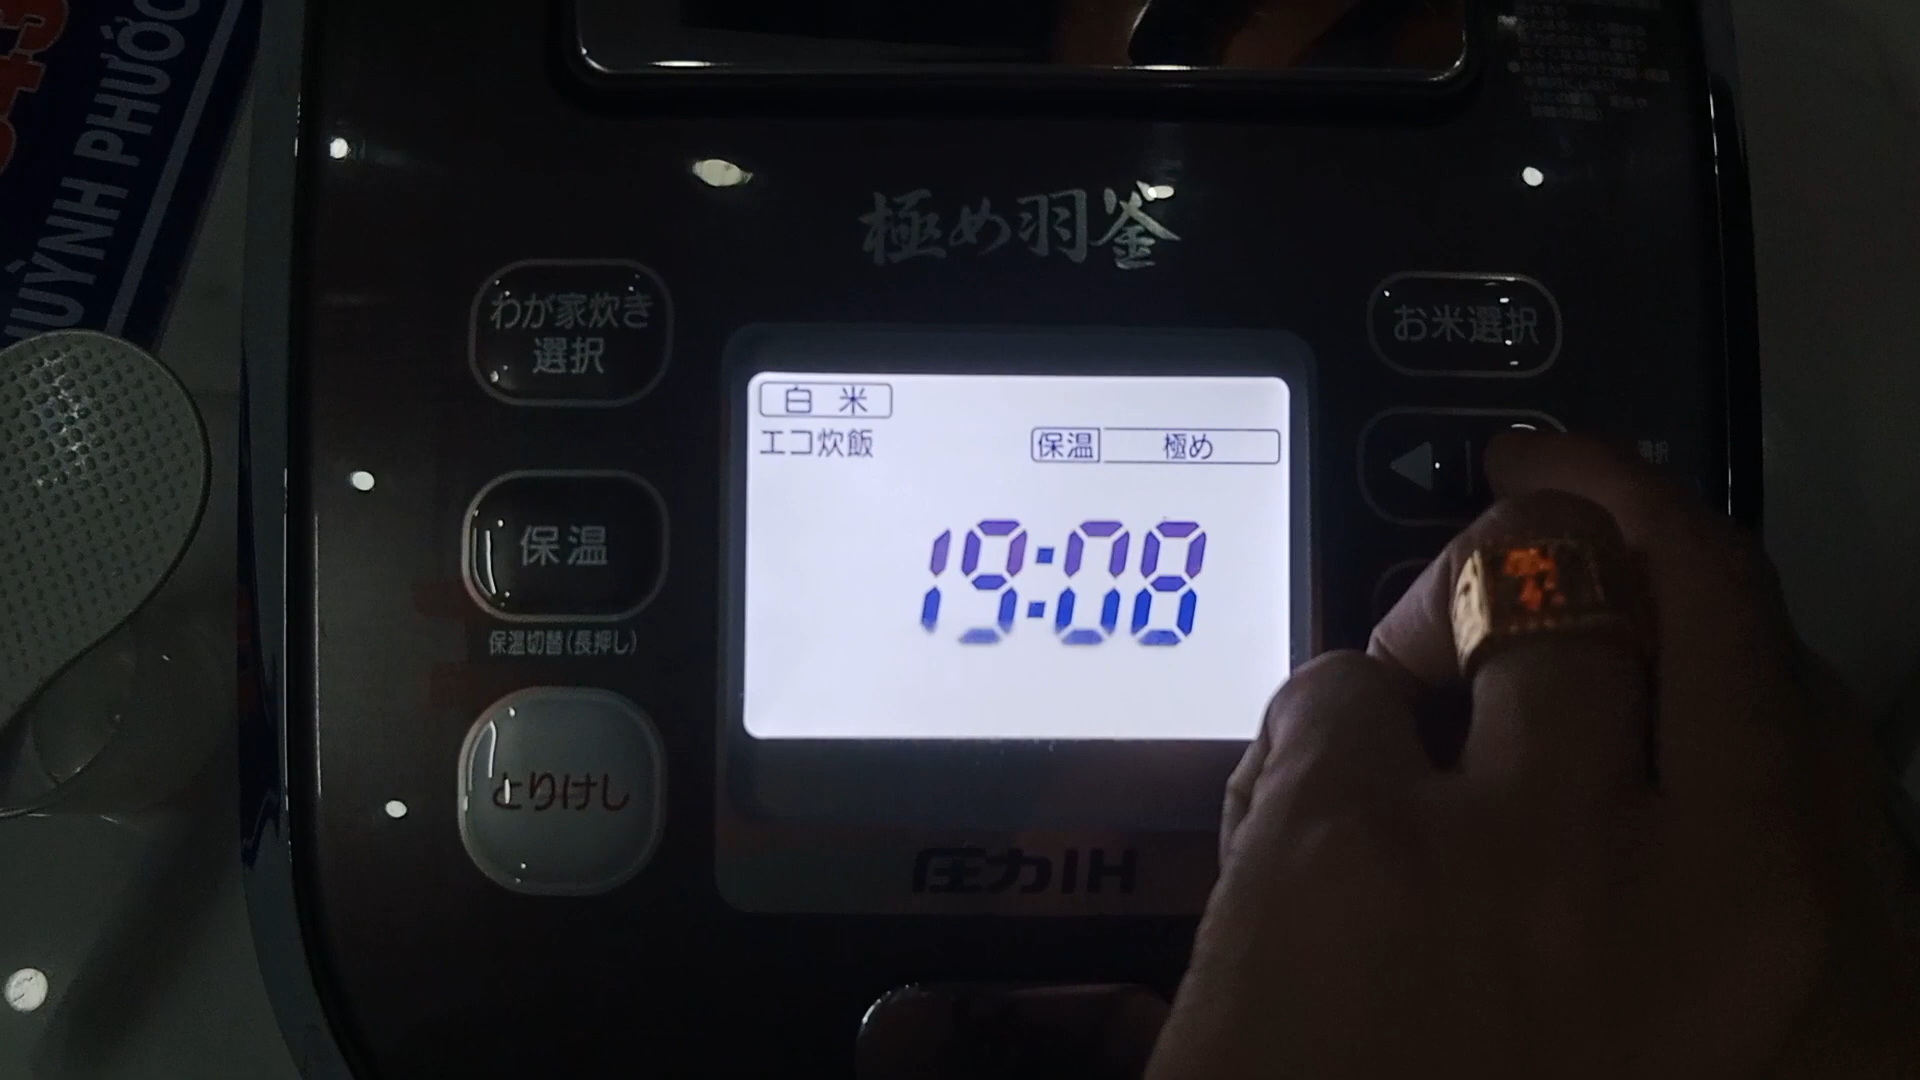 HUỲNH PHƯỚC
極め羽釜
わが家炊き
選択
お米選択
白米
エコ炊飯
保温 極め
選択
19:08
保温
保温切替(長押し)
とりけし
圧力IH